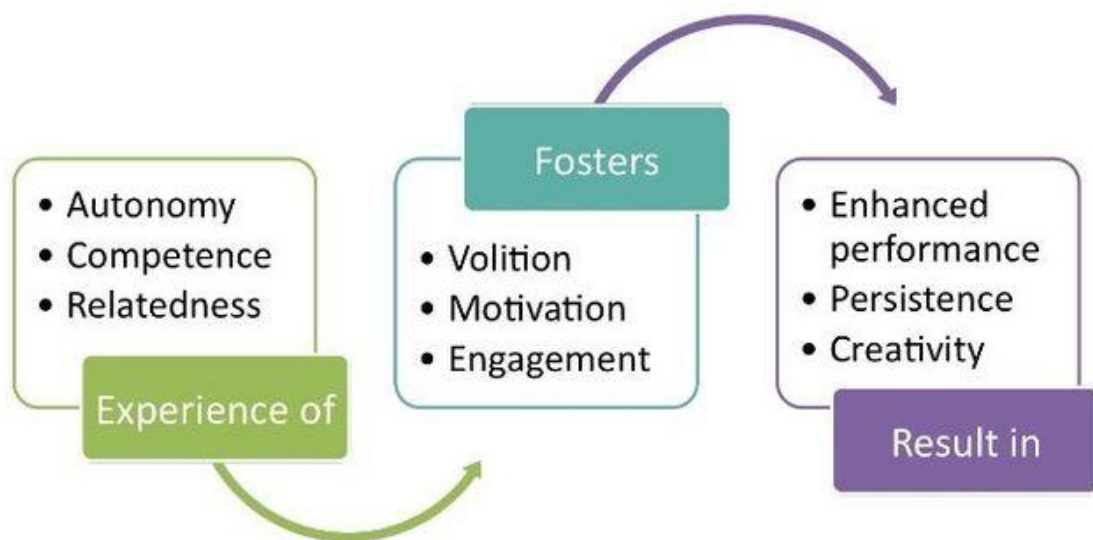 • Autonomy
• Competence
• Relatedness
Experience of
Fosters
• Volition
• Motivation
• Engagement
• Enhanced
performance
• Persistence
• Creativity
Result in